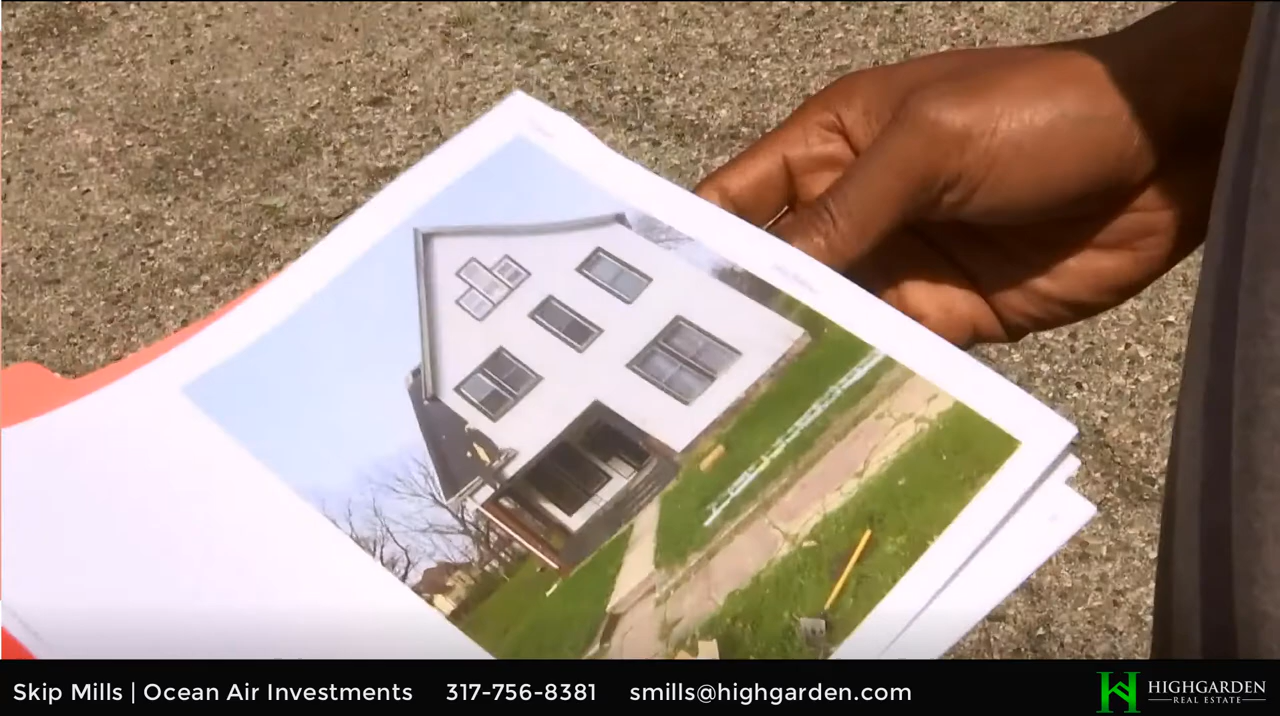 Skip Mills | Ocean Air Investments 317-756-8381 smills@highgarden.com
HIGHGARDEN
REAL ESTATE